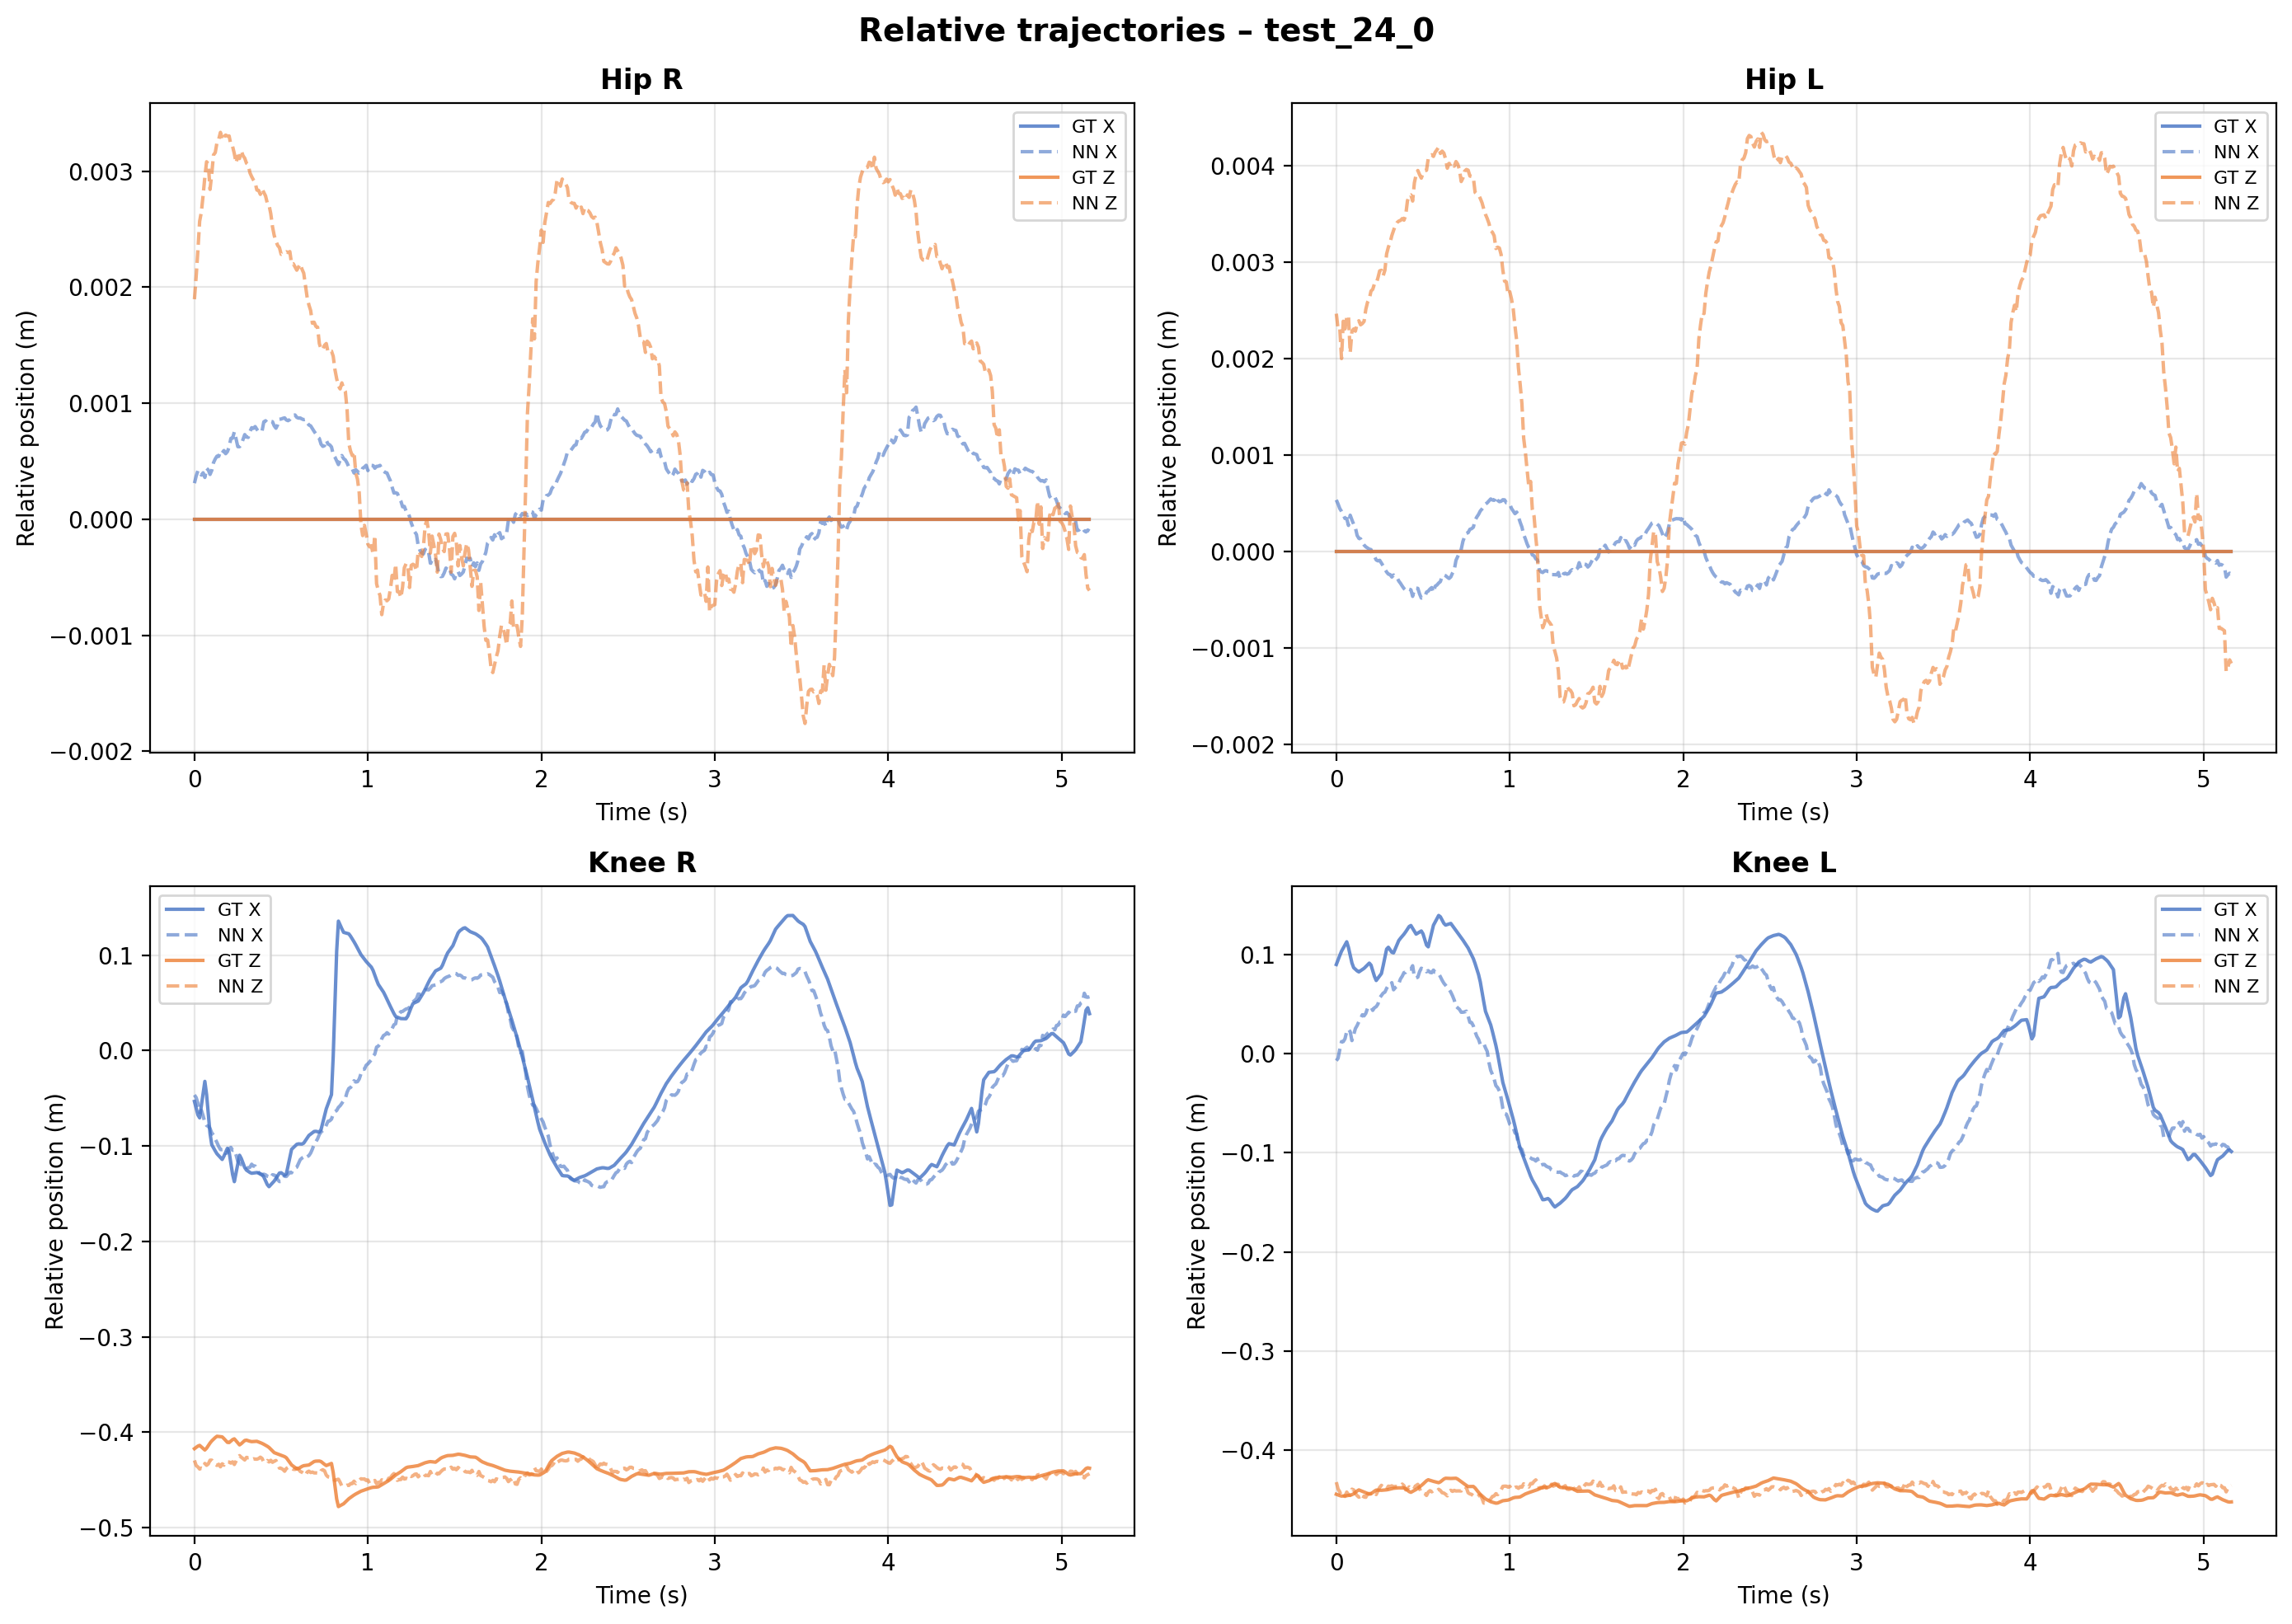 Relative trajectories – test_24_0
Hip R
Relative position (m)
0.003
0.002
0.001
0.000
−0.001
−0.002
0 1 2 3 4 5
Time (s)
GT X
NN X
GT Z
NN Z
Hip L
Relative position (m)
0.004
0.003
0.002
0.001
0.000
−0.001
−0.002
0 1 2 3 4 5
Time (s)
GT X
NN X
GT Z
NN Z
Knee R
Relative position (m)
0.1
0.0
−0.1
−0.2
−0.3
−0.4
−0.5
0 1 2 3 4 5
Time (s)
GT X
NN X
GT Z
NN Z
Knee L
Relative position (m)
0.1
0.0
−0.1
−0.2
−0.3
−0.4
0 1 2 3 4 5
Time (s)
GT X
NN X
GT Z
NN Z